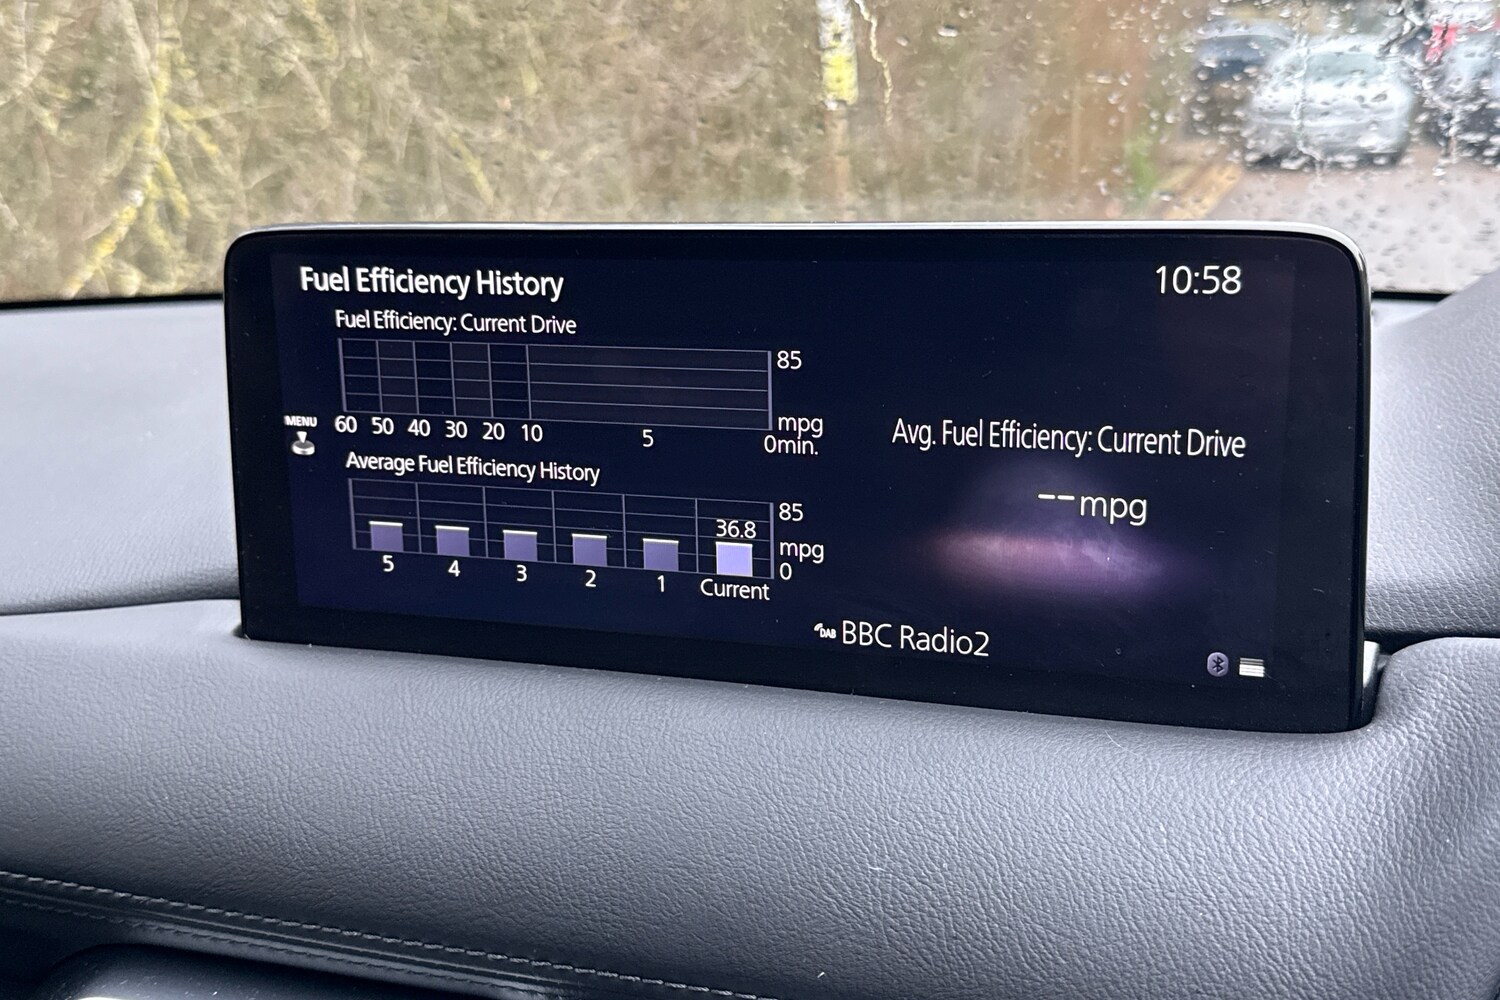 Fuel Efficiency History
10:58
Fuel Efficiency: Current Drive
85
mpg
60 50 40 30 20 10 5 0min.
MENU
Average Fuel Efficiency History
85
36.8
mpg
0
5 4 3 2 1 Current
Avg. Fuel Efficiency: Current Drive
--mpg
DAB BBC Radio2